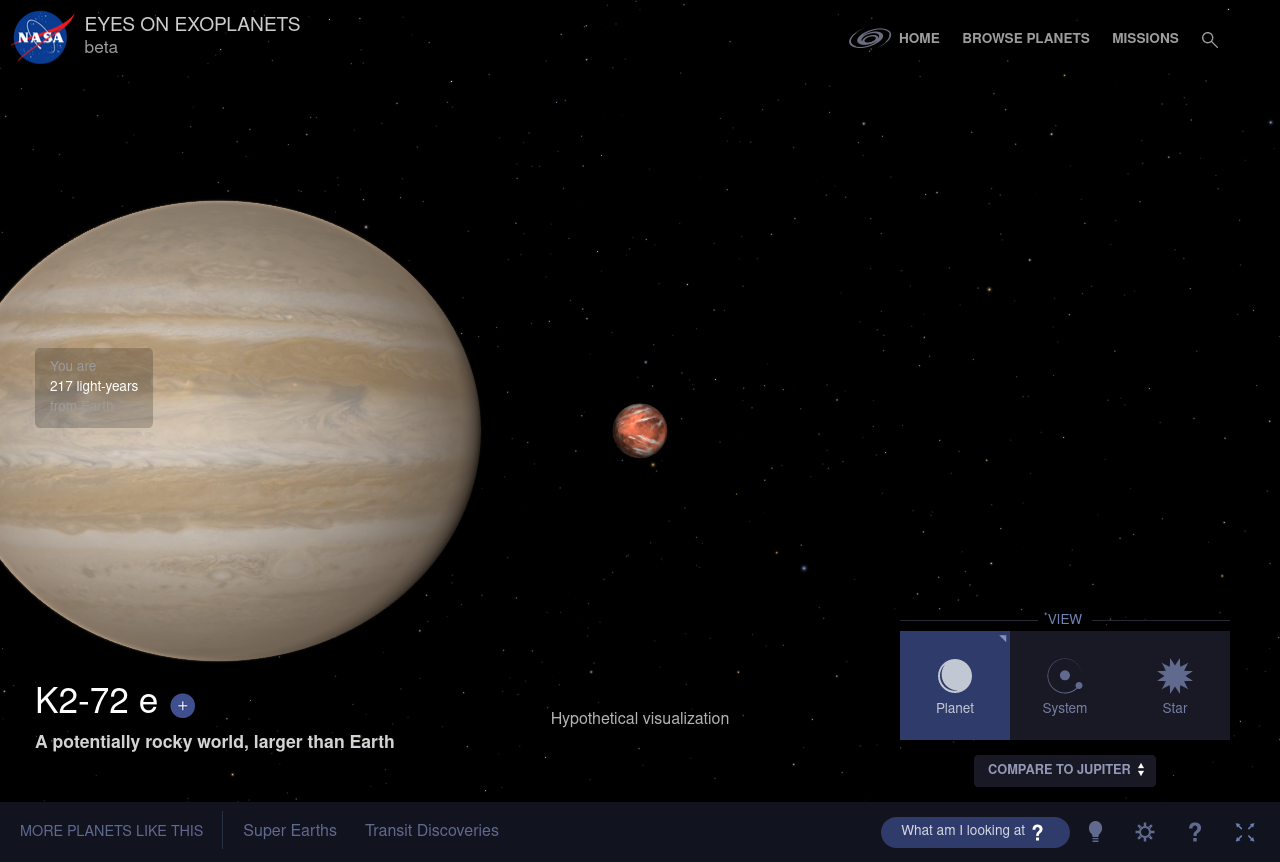 NASA
EYES ON EXOPLANETS
beta
HOME
BROWSE PLANETS
MISSIONS
You are
217 light-years
from Earth
VIEW
Planet
System
Star
K2-72 e +
A potentially rocky world, larger than Earth
Hypothetical visualization
COMPARE TO JUPITER
MORE PLANETS LIKE THIS
Super Earths
Transit Discoveries
What am I looking at ?
?